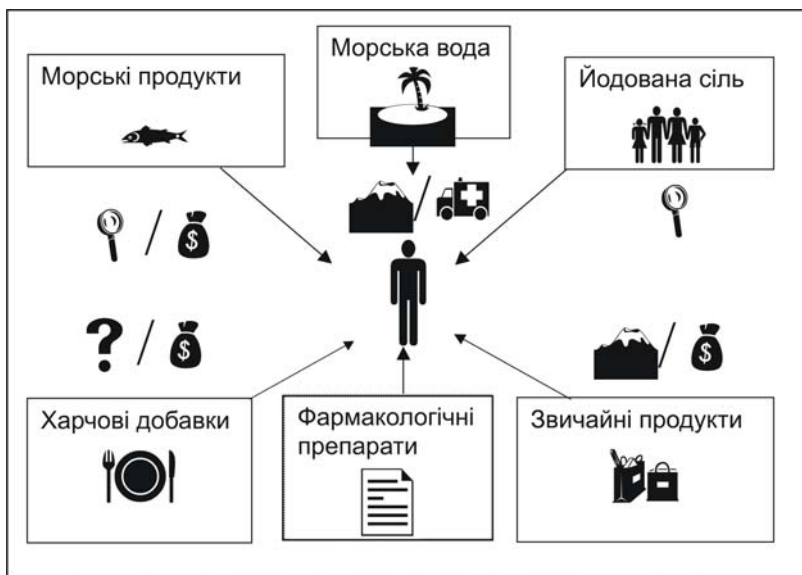 Морські продукти
Морська вода
Йодована сіль
$
?
$
$
Харчові добавки
Фармакологічні
препарати
Звичайні продукти